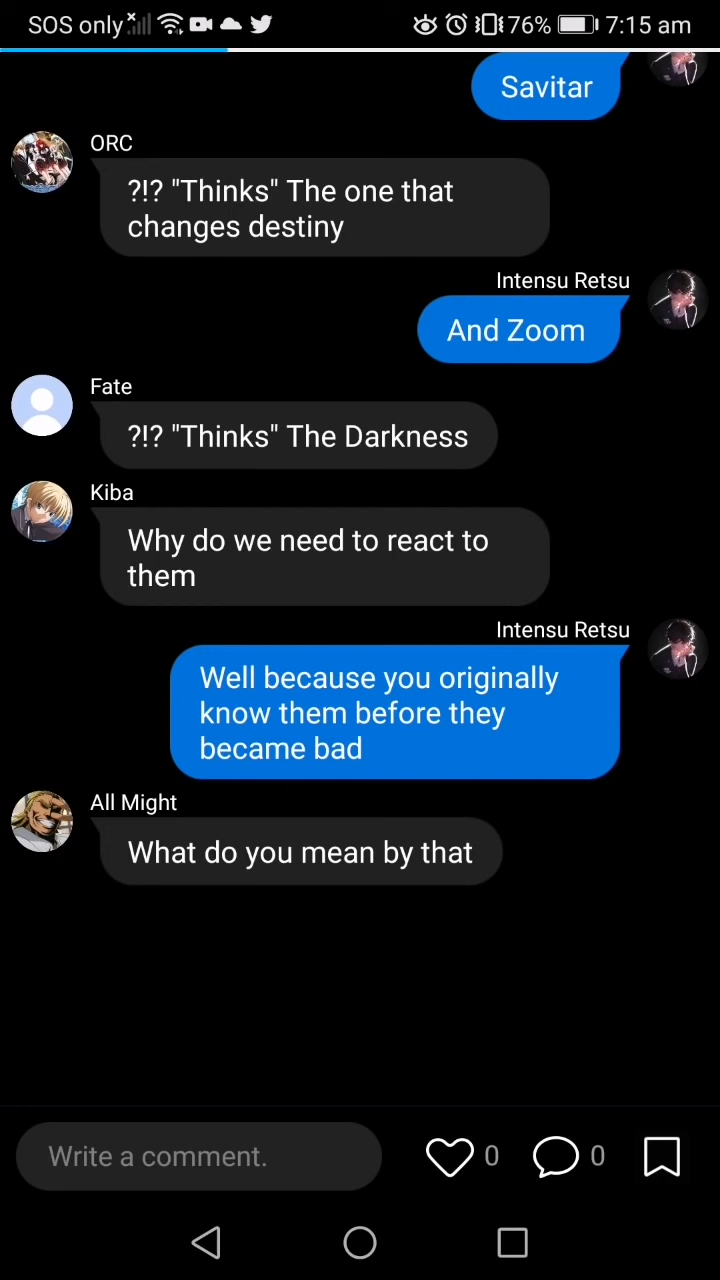 SOS only 76% 7:15 am
Savitar
ORC
?!? "Thinks" The one that
changes destiny
Intensu Retsu
And Zoom
Fate
?!? "Thinks" The Darkness
Kiba
Why do we need to react to
them
Intensu Retsu
Well because you originally
know them before they
became bad
All Might
What do you mean by that
Write a comment. 0 0